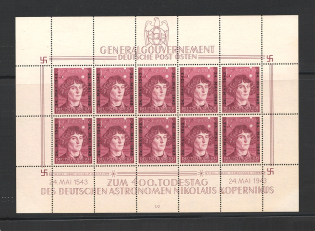 GENERALGOUVERNEMENT
DEUTSCHE POST OSTEN
24 MAI 1543
24 MAI 1943
ZUM 400. TODESTAG
DES DEUTSCHEN ASTRONOMEN NIKOLAUS KOPERNIKUS